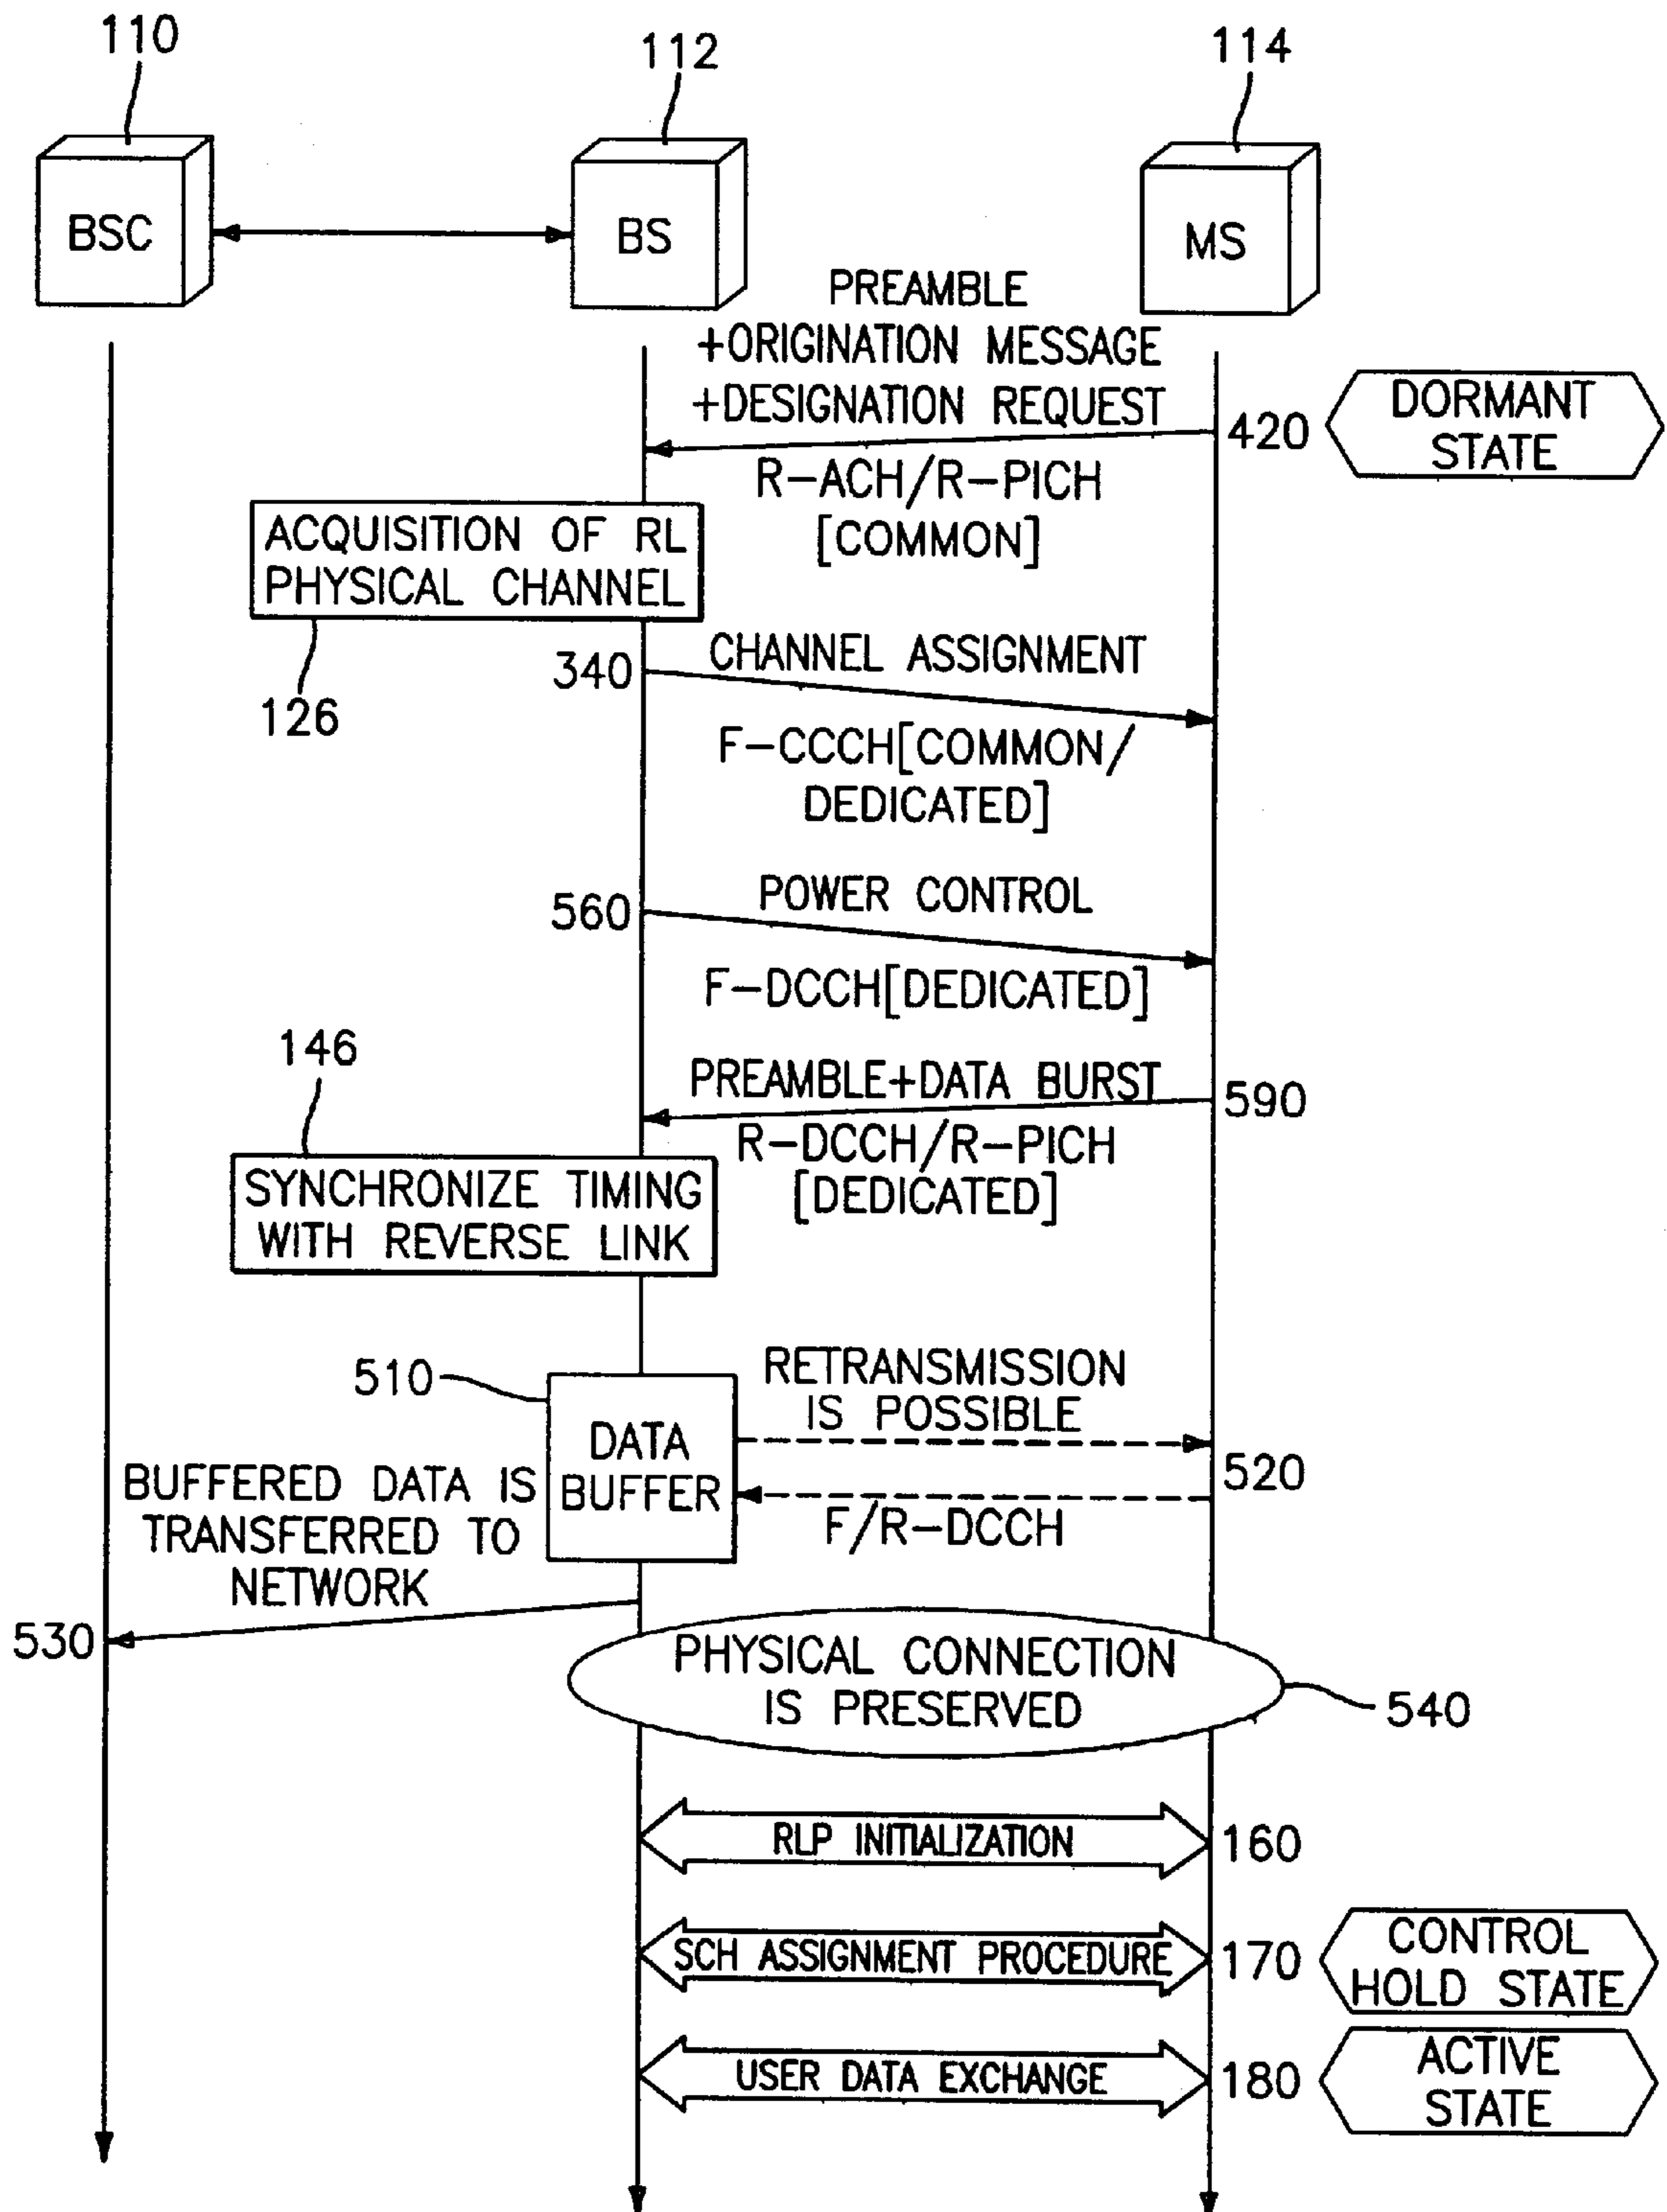 110
112
114
BSC
BS
MS
PREAMBLE
+ORIGINATION MESSAGE
+DESIGNATION REQUEST
420
DORMANT
STATE
R-ACH/R-PICH
[COMMON]
ACQUISITION OF RL
PHYSICAL CHANNEL
126
340
CHANNEL ASSIGNMENT
F-CCCH[COMMON/
DEDICATED]
560
POWER CONTROL
F-DCCH[DEDICATED]
146
PREAMBLE+DATA BURST
590
R-DCCH/R-PICH
[DEDICATED]
SYNCHRONIZE TIMING
WITH REVERSE LINK
510
DATA
BUFFER
RETRANSMISSION
IS POSSIBLE
520
F/R-DCCH
BUFFERED DATA IS
TRANSFERRED TO
NETWORK
530
PHYSICAL CONNECTION
IS PRESERVED
540
RLP INITIALIZATION
160
SCH ASSIGNMENT PROCEDURE
170
CONTROL
HOLD STATE
USER DATA EXCHANGE
180
ACTIVE
STATE